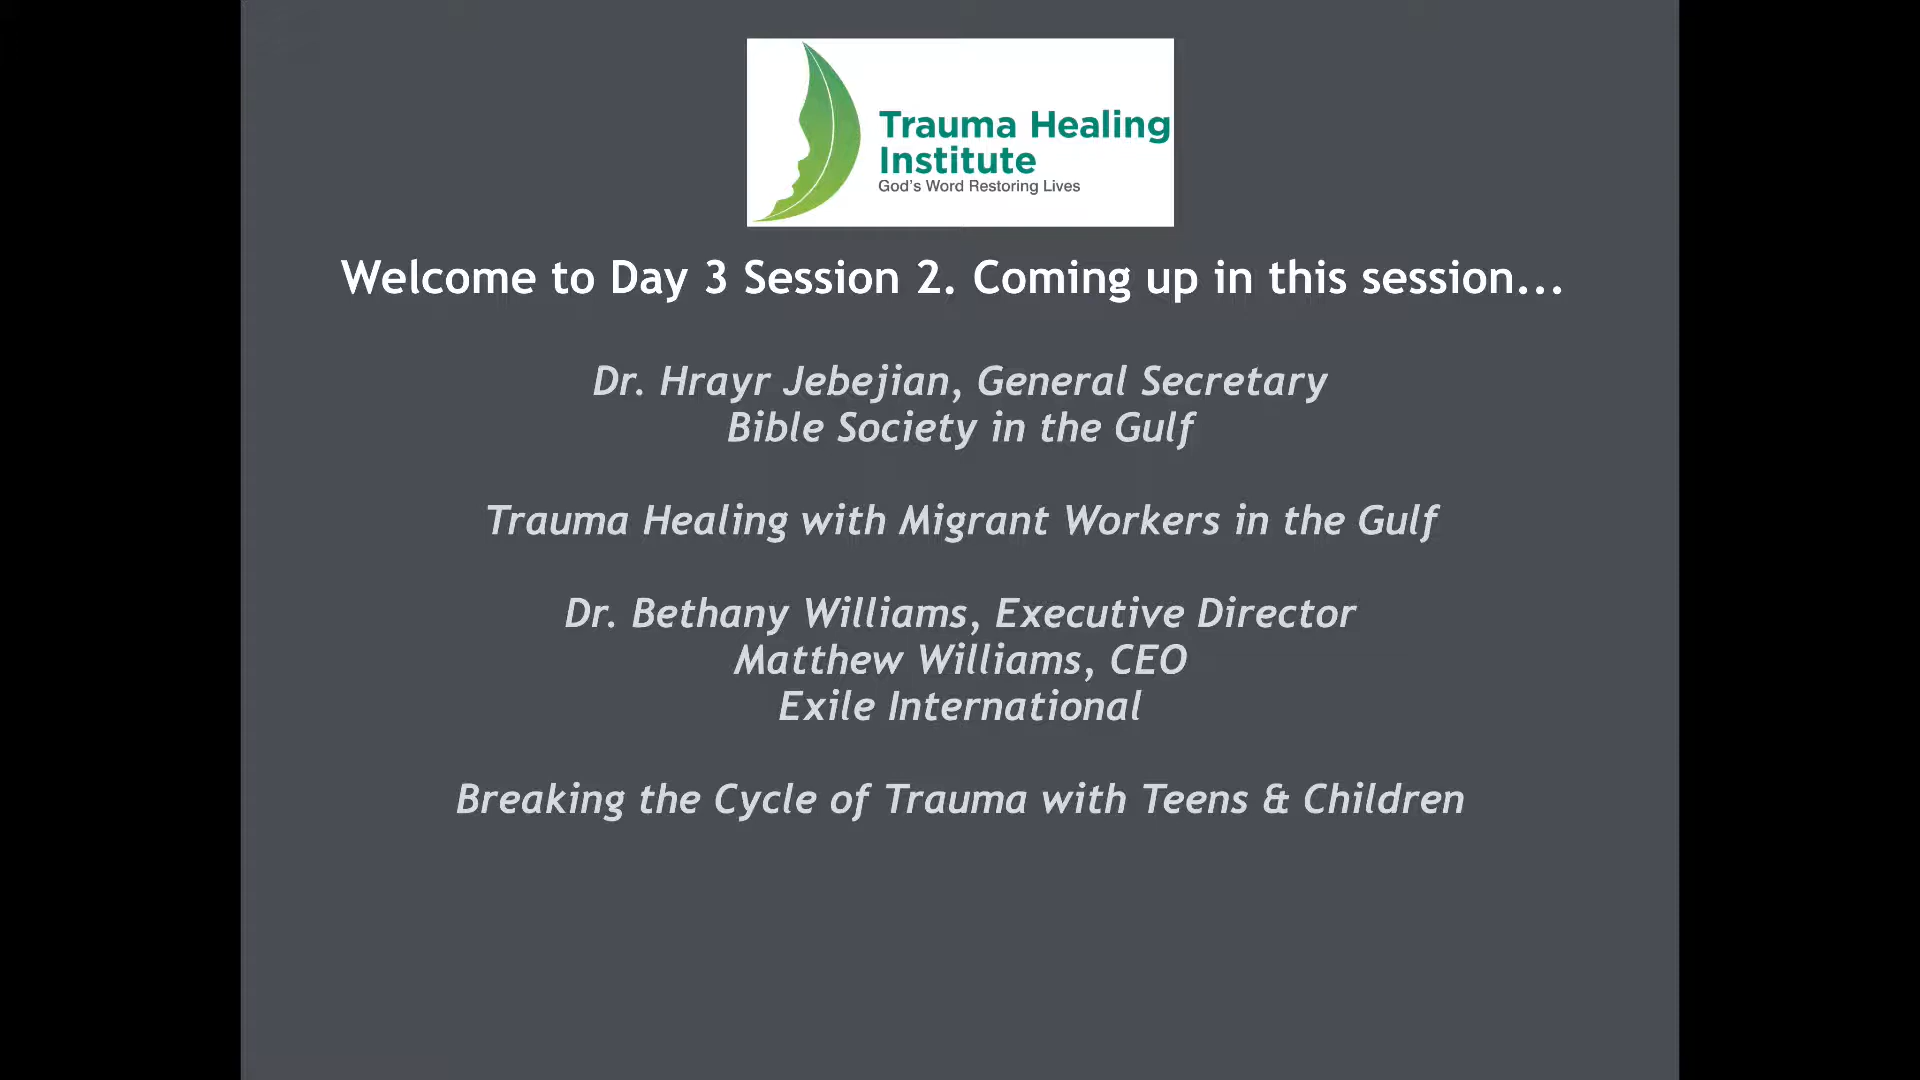 Trauma Healing
Institute
God's Word Restoring Lives
Welcome to Day 3 Session 2. Coming up in this session...
Dr. Hrayr Jebejian, General Secretary
Bible Society in the Gulf
Trauma Healing with Migrant Workers in the Gulf
Dr. Bethany Williams, Executive Director
Matthew Williams, CEO
Exile International
Breaking the Cycle of Trauma with Teens & Children